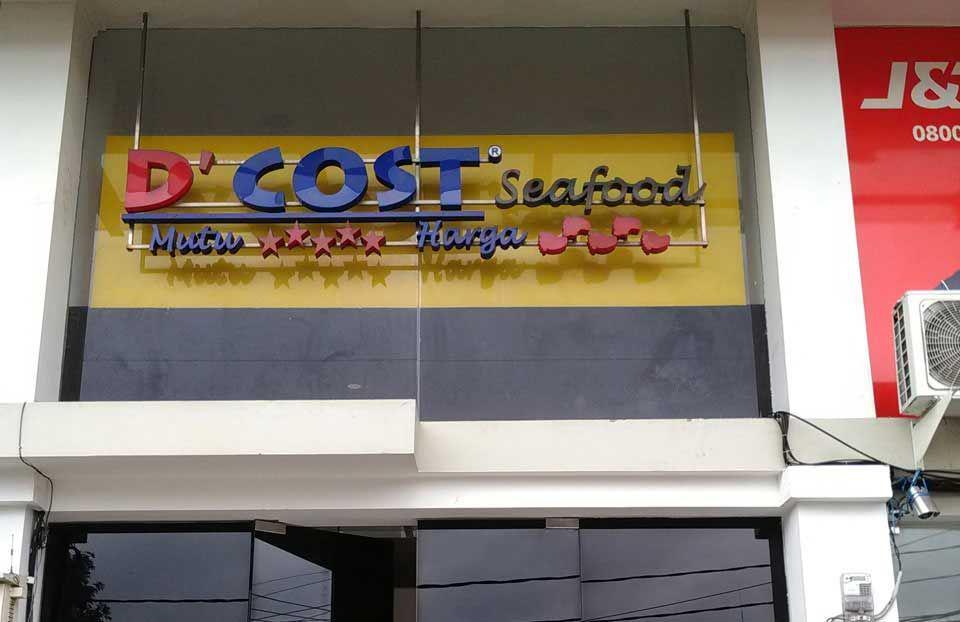 D'COST® Seafood
Mutu Harga
J&
0800